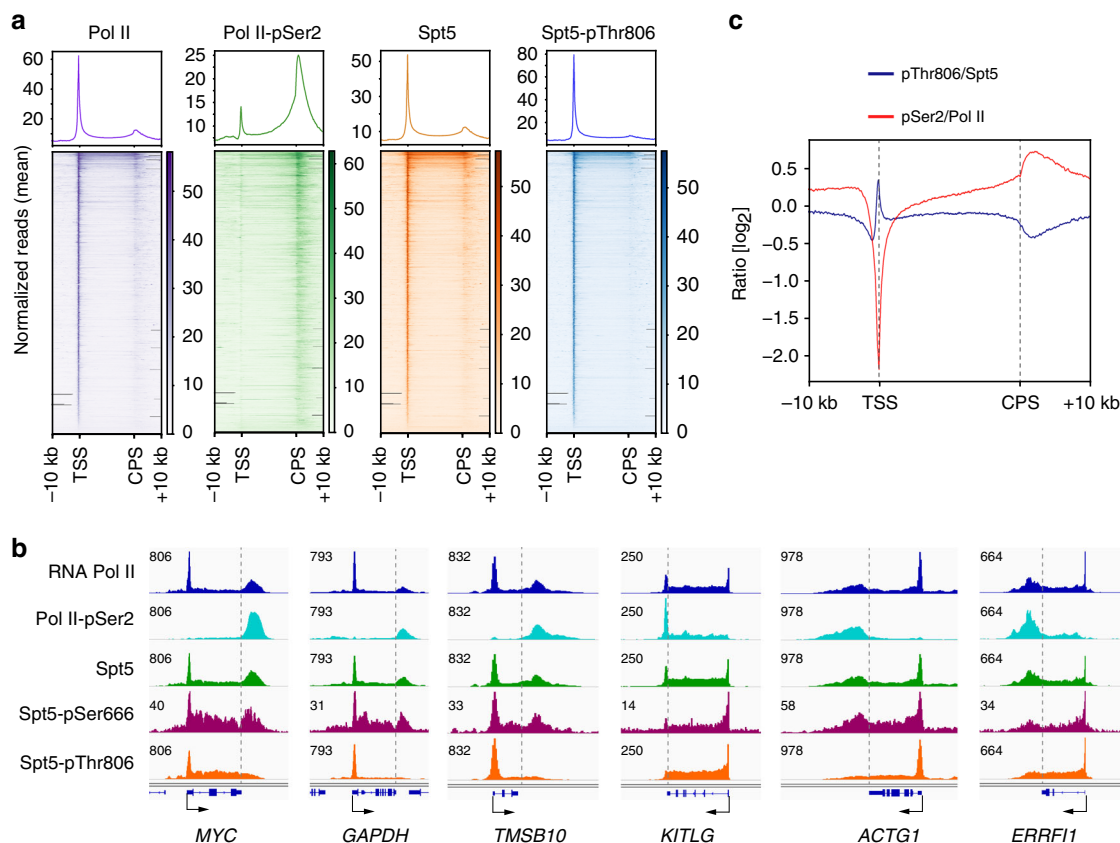 a
Pol II
Pol II-pSer2
Spt5
Spt5-pThr806
Normalized reads (mean)
60
40
20
25
20
15
10
50
30
10
80
60
40
20
50
40
30
20
10
0
60
50
40
30
20
10
0
50
40
30
20
10
0
50
40
30
20
10
0
–10 kb
TSS
CPS
+10 kb
–10 kb
TSS
CPS
+10 kb
–10 kb
TSS
CPS
+10 kb
–10 kb
TSS
CPS
+10 kb
c
pThr806/Spt5
pSer2/Pol II
Ratio [log2]
0.5
0.0
−0.5
−1.0
−1.5
−2.0
−10 kb
TSS
CPS
+10 kb
b
RNA Pol II
806
793
832
250
978
664
Pol II-pSer2
806
793
832
250
978
664
Spt5
806
793
832
250
978
664
Spt5-pSer666
40
31
33
14
58
34
Spt5-pThr806
806
793
832
250
978
664
MYC
GAPDH
TMSB10
KITLG
ACTG1
ERRFI1